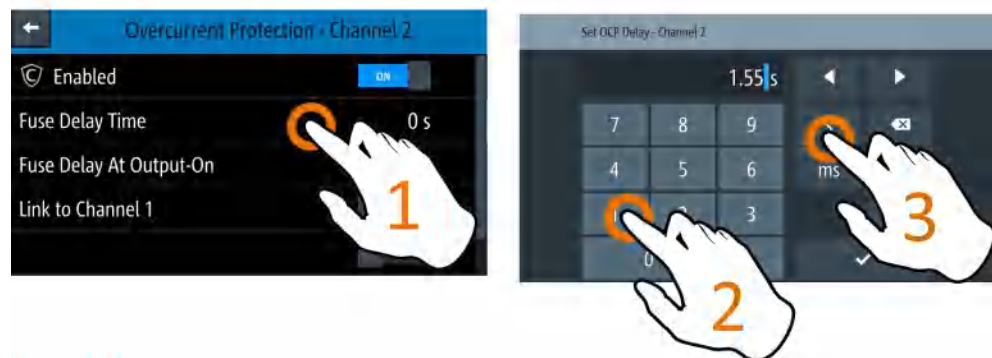 Overcurrent Protection - Channel 2
Enabled
ON
Fuse Delay Time
0 s
Fuse Delay At Output-On
Link to Channel 1
1
Set OCP Delay - Channel 2
1.55 s
7 8 9
4 5 6
ms
3
0
2
3